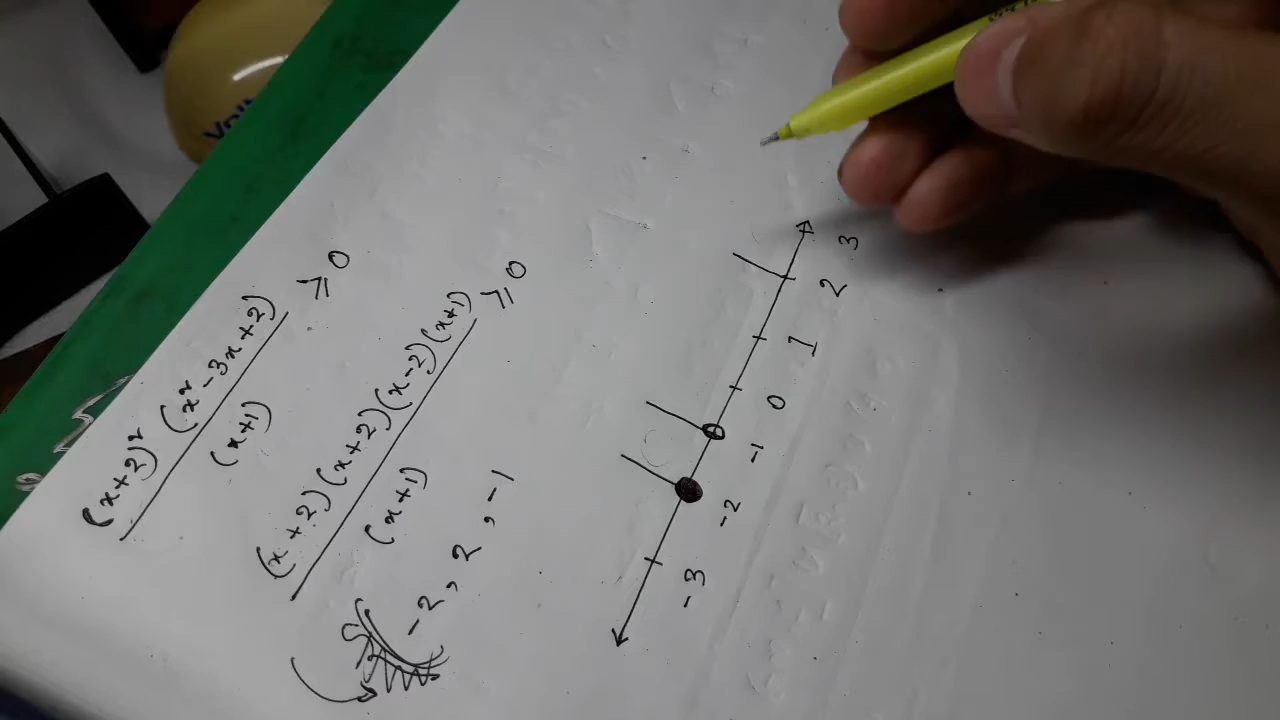 (x+2)² (x²-3x+2)
(x+1)
≥ 0
(x+2)(x+2)(x-2)(x+1)
(x+1)
≥ 0
-2, 2, -1
-3 -2 -1 0 1 2 3